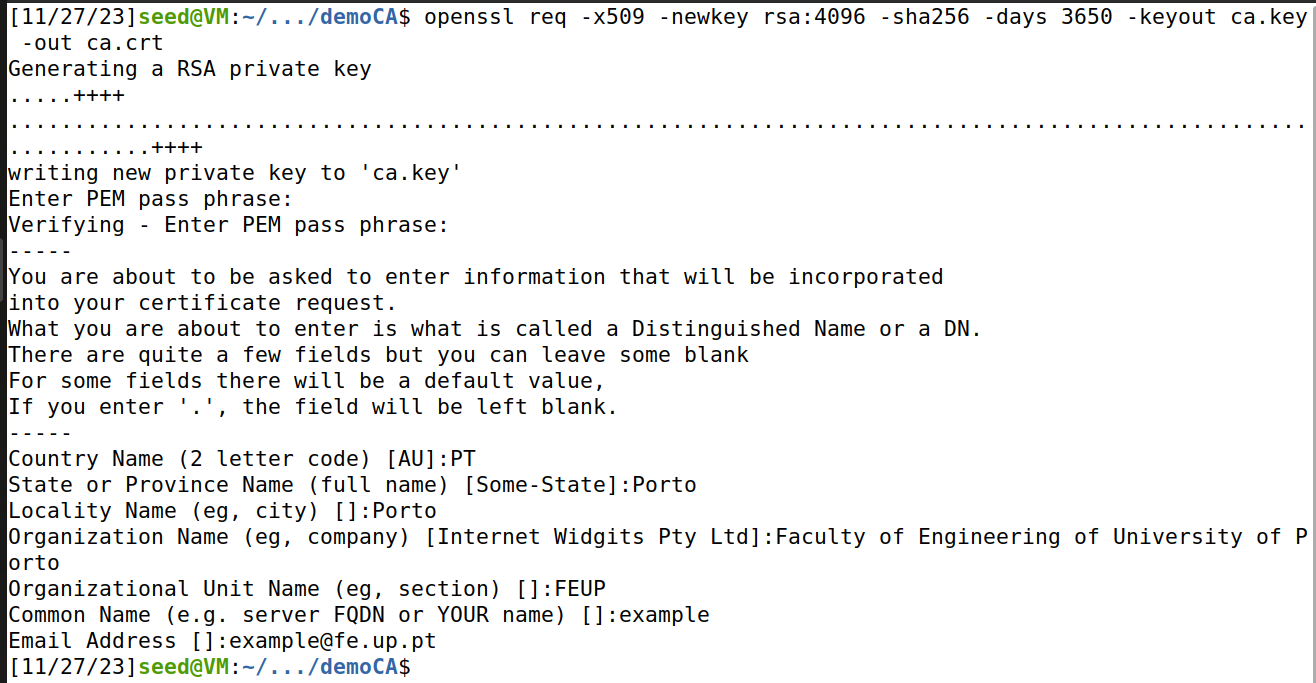 [11/27/23]seed@VM:~/.../demoCA$ openssl req -x509 -newkey rsa:4096 -sha256 -days 3650 -keyout ca.key
 -out ca.crt
Generating a RSA private key
.....++++
....................................................................................................
...........++++
writing new private key to 'ca.key'
Enter PEM pass phrase:
Verifying - Enter PEM pass phrase:
-----
You are about to be asked to enter information that will be incorporated
into your certificate request.
What you are about to enter is what is called a Distinguished Name or a DN.
There are quite a few fields but you can leave some blank
For some fields there will be a default value,
If you enter '.', the field will be left blank.
-----
Country Name (2 letter code) [AU]:PT
State or Province Name (full name) [Some-State]:Porto
Locality Name (eg, city) []:Porto
Organization Name (eg, company) [Internet Widgits Pty Ltd]:Faculty of Engineering of University of P
orto
Organizational Unit Name (eg, section) []:FEUP
Common Name (e.g. server FQDN or YOUR name) []:example
Email Address []:example@fe.up.pt
[11/27/23]seed@VM:~/.../demoCA$